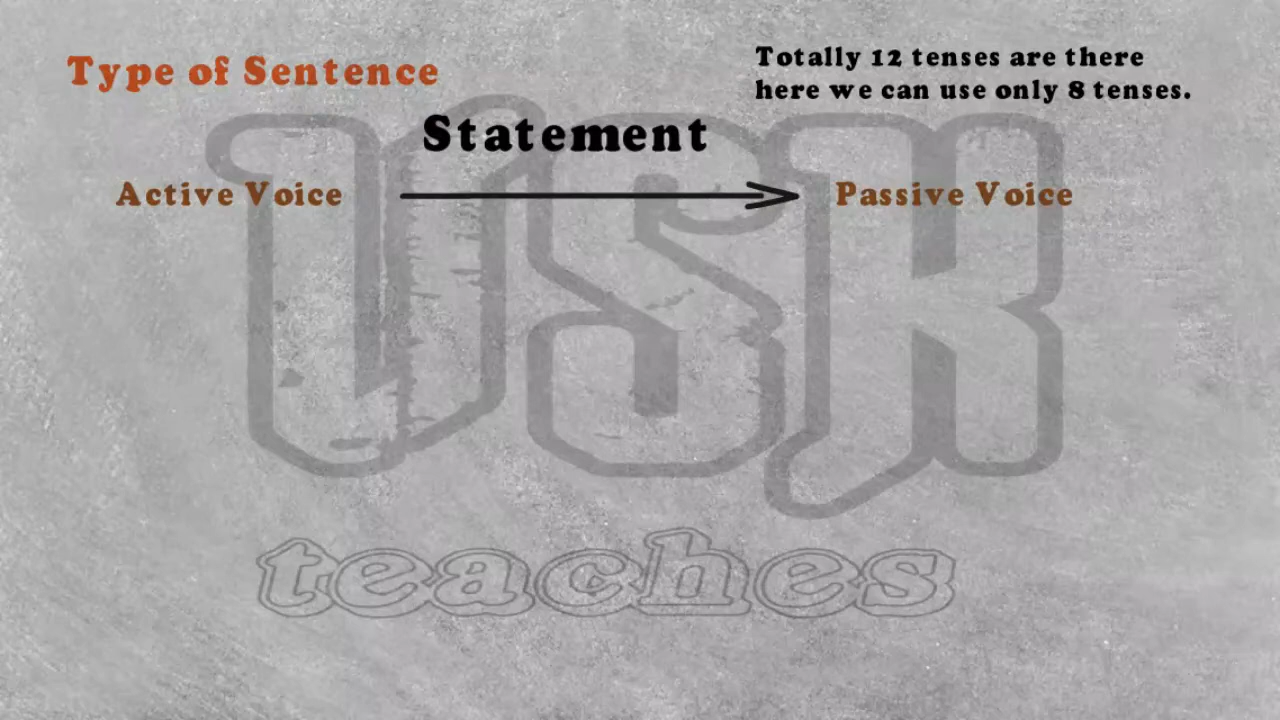 Type of Sentence
Totally 12 tenses are there
here we can use only 8 tenses.
Statement
Active Voice
Passive Voice
VSK
teaches